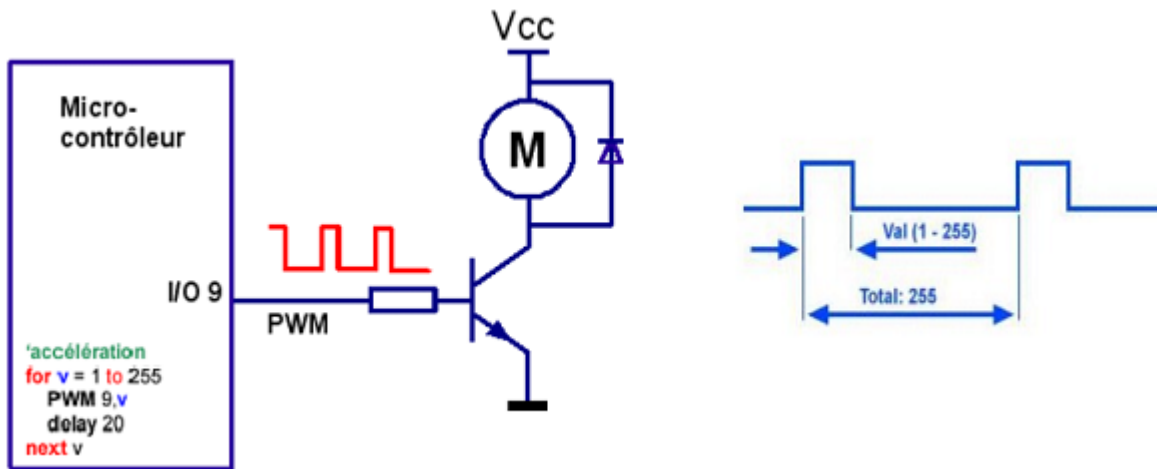 Vcc
Micro-
contrôleur
M
I/O 9
PWM
'accélération
for v = 1 to 255
PWM 9,v
delay 20
next v
Val (1 - 255)
Total: 255